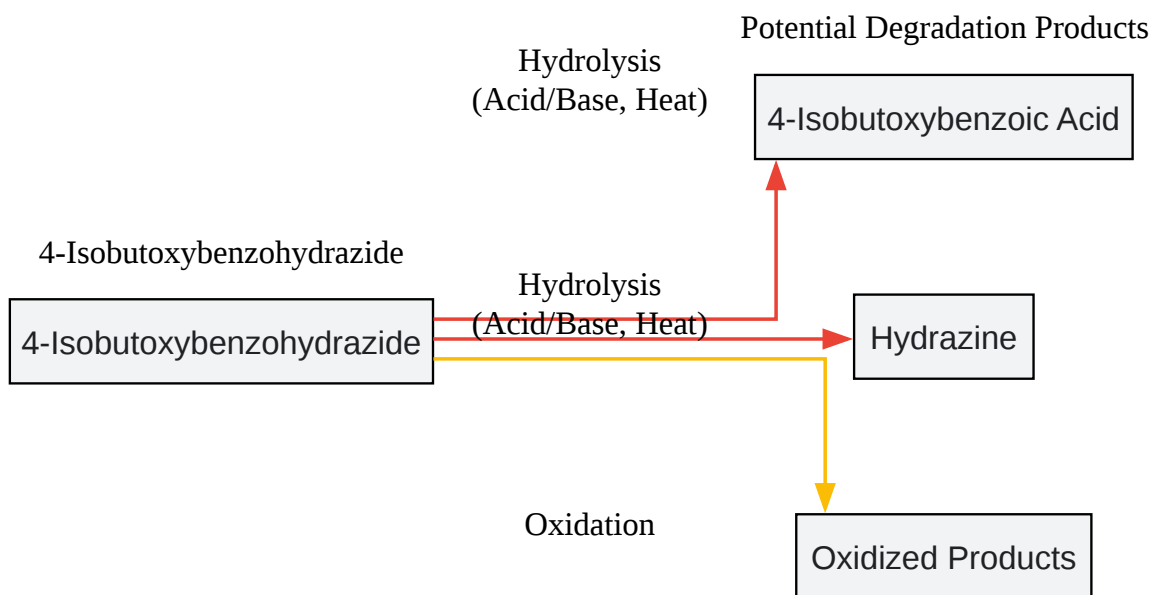 Potential Degradation Products
Hydrolysis
(Acid/Base, Heat)
4-Isobutoxybenzoic Acid
4-Isobutoxybenzohydrazide
4-Isobutoxybenzohydrazide
Hydrolysis
(Acid/Base, Heat)
Hydrazine
Oxidation
Oxidized Products